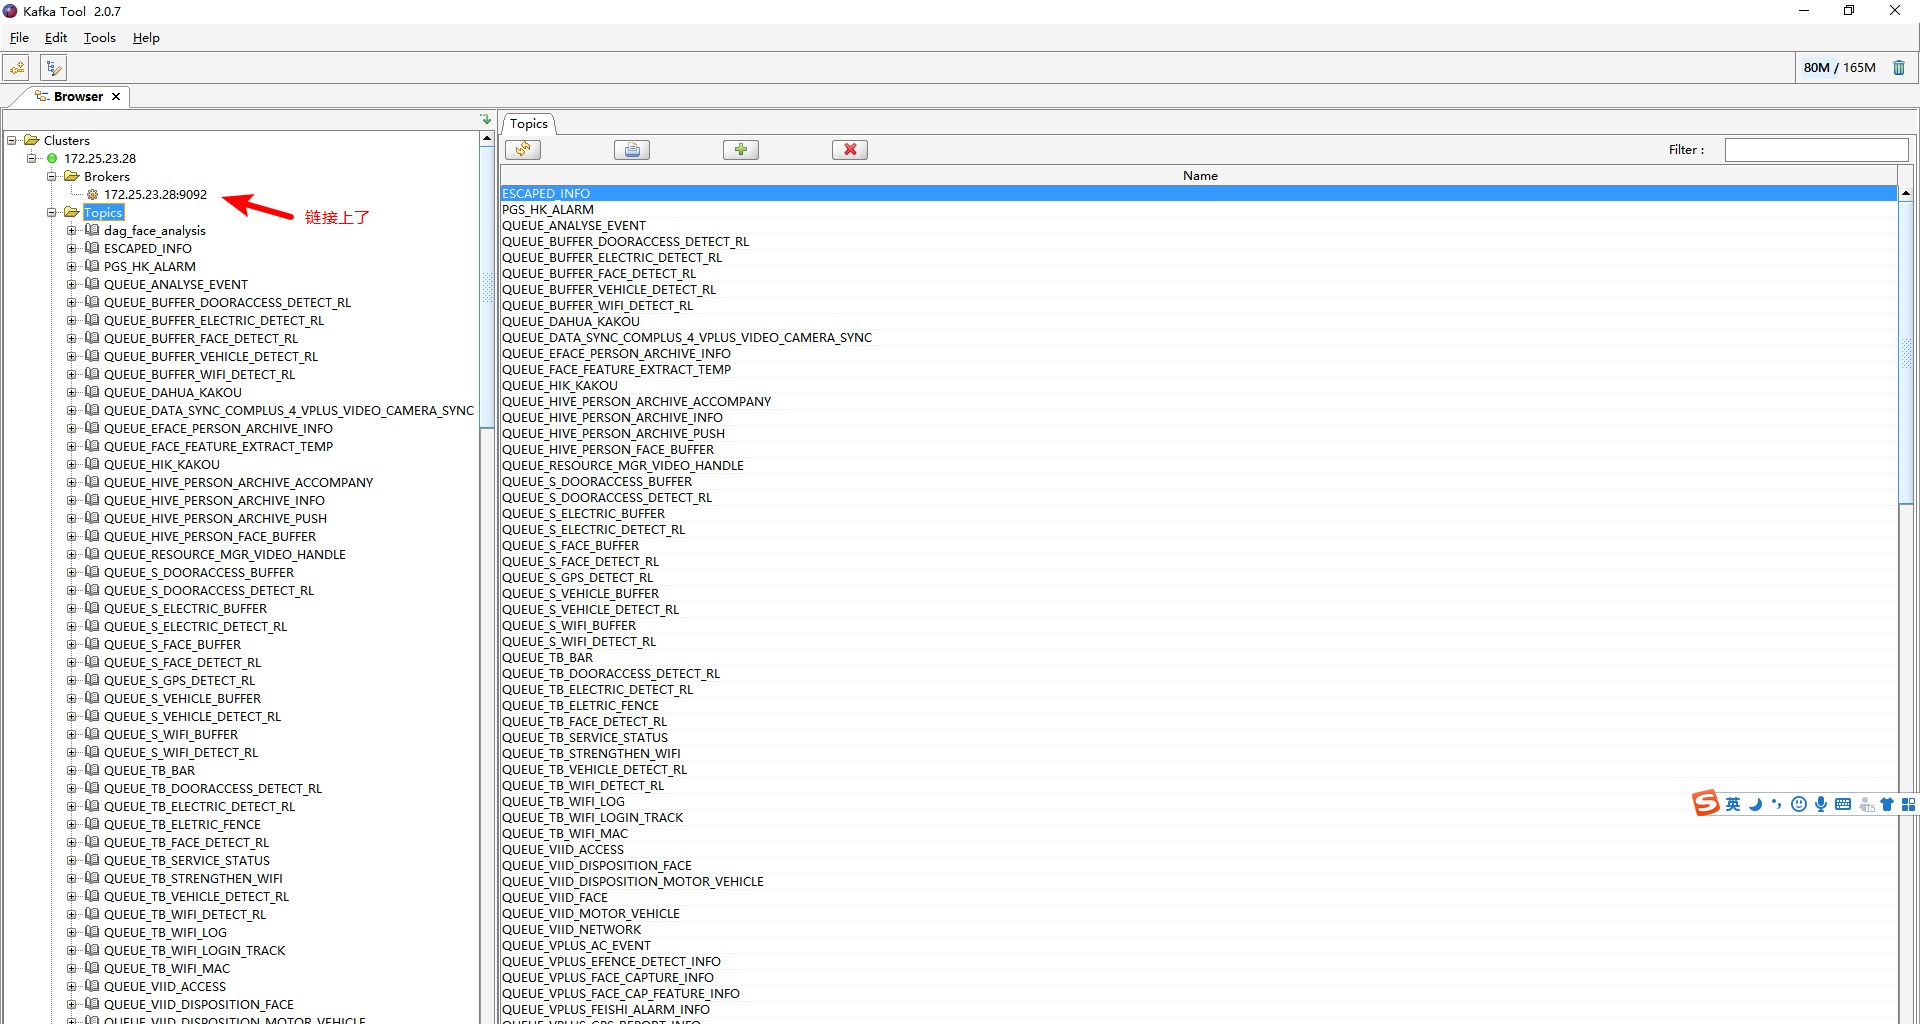 Kafka Tool 2.0.7
File Edit Tools Help
80M / 165M
Browser
Clusters
172.25.23.28
Brokers
172.25.23.28:9092
链接上了
Topics
dag_face_analysis
ESCAPED_INFO
PGS_HK_ALARM
QUEUE_ANALYSE_EVENT
QUEUE_BUFFER_DOORACCESS_DETECT_RL
QUEUE_BUFFER_ELECTRIC_DETECT_RL
QUEUE_BUFFER_FACE_DETECT_RL
QUEUE_BUFFER_VEHICLE_DETECT_RL
QUEUE_BUFFER_WIFI_DETECT_RL
QUEUE_DAHUA_KAKOU
QUEUE_DATA_SYNC_COMPLUS_4_VPLUS_VIDEO_CAMERA_SYNC
QUEUE_EFACE_PERSON_ARCHIVE_INFO
QUEUE_FACE_FEATURE_EXTRACT_TEMP
QUEUE_HIK_KAKOU
QUEUE_HIVE_PERSON_ARCHIVE_ACCOMPANY
QUEUE_HIVE_PERSON_ARCHIVE_INFO
QUEUE_HIVE_PERSON_ARCHIVE_PUSH
QUEUE_HIVE_PERSON_FACE_BUFFER
QUEUE_RESOURCE_MGR_VIDEO_HANDLE
QUEUE_S_DOORACCESS_BUFFER
QUEUE_S_DOORACCESS_DETECT_RL
QUEUE_S_ELECTRIC_BUFFER
QUEUE_S_ELECTRIC_DETECT_RL
QUEUE_S_FACE_BUFFER
QUEUE_S_FACE_DETECT_RL
QUEUE_S_GPS_DETECT_RL
QUEUE_S_VEHICLE_BUFFER
QUEUE_S_VEHICLE_DETECT_RL
QUEUE_S_WIFI_BUFFER
QUEUE_S_WIFI_DETECT_RL
QUEUE_TB_BAR
QUEUE_TB_DOORACCESS_DETECT_RL
QUEUE_TB_ELECTRIC_DETECT_RL
QUEUE_TB_ELETRIC_FENCE
QUEUE_TB_FACE_DETECT_RL
QUEUE_TB_SERVICE_STATUS
QUEUE_TB_STRENGTHEN_WIFI
QUEUE_TB_VEHICLE_DETECT_RL
QUEUE_TB_WIFI_DETECT_RL
QUEUE_TB_WIFI_LOG
QUEUE_TB_WIFI_LOGIN_TRACK
QUEUE_TB_WIFI_MAC
QUEUE_VIID_ACCESS
QUEUE_VIID_DISPOSITION_FACE
QUEUE_VIID_DISPOSITION_MOTOR_VEHICLE
Topics
Filter :
Name
ESCAPED_INFO
PGS_HK_ALARM
QUEUE_ANALYSE_EVENT
QUEUE_BUFFER_DOORACCESS_DETECT_RL
QUEUE_BUFFER_ELECTRIC_DETECT_RL
QUEUE_BUFFER_FACE_DETECT_RL
QUEUE_BUFFER_VEHICLE_DETECT_RL
QUEUE_BUFFER_WIFI_DETECT_RL
QUEUE_DAHUA_KAKOU
QUEUE_DATA_SYNC_COMPLUS_4_VPLUS_VIDEO_CAMERA_SYNC
QUEUE_EFACE_PERSON_ARCHIVE_INFO
QUEUE_FACE_FEATURE_EXTRACT_TEMP
QUEUE_HIK_KAKOU
QUEUE_HIVE_PERSON_ARCHIVE_ACCOMPANY
QUEUE_HIVE_PERSON_ARCHIVE_INFO
QUEUE_HIVE_PERSON_ARCHIVE_PUSH
QUEUE_HIVE_PERSON_FACE_BUFFER
QUEUE_RESOURCE_MGR_VIDEO_HANDLE
QUEUE_S_DOORACCESS_BUFFER
QUEUE_S_DOORACCESS_DETECT_RL
QUEUE_S_ELECTRIC_BUFFER
QUEUE_S_ELECTRIC_DETECT_RL
QUEUE_S_FACE_BUFFER
QUEUE_S_FACE_DETECT_RL
QUEUE_S_GPS_DETECT_RL
QUEUE_S_VEHICLE_BUFFER
QUEUE_S_VEHICLE_DETECT_RL
QUEUE_S_WIFI_BUFFER
QUEUE_S_WIFI_DETECT_RL
QUEUE_TB_BAR
QUEUE_TB_DOORACCESS_DETECT_RL
QUEUE_TB_ELECTRIC_DETECT_RL
QUEUE_TB_ELETRIC_FENCE
QUEUE_TB_FACE_DETECT_RL
QUEUE_TB_SERVICE_STATUS
QUEUE_TB_STRENGTHEN_WIFI
QUEUE_TB_VEHICLE_DETECT_RL
QUEUE_TB_WIFI_DETECT_RL
QUEUE_TB_WIFI_LOG
QUEUE_TB_WIFI_LOGIN_TRACK
QUEUE_TB_WIFI_MAC
QUEUE_VIID_ACCESS
QUEUE_VIID_DISPOSITION_FACE
QUEUE_VIID_DISPOSITION_MOTOR_VEHICLE
QUEUE_VIID_FACE
QUEUE_VIID_MOTOR_VEHICLE
QUEUE_VIID_NETWORK
QUEUE_VPLUS_AC_EVENT
QUEUE_VPLUS_EFENCE_DETECT_INFO
QUEUE_VPLUS_FACE_CAPTURE_INFO
QUEUE_VPLUS_FACE_CAP_FEATURE_INFO
QUEUE_VPLUS_FEISHI_ALARM_INFO
QUEUE_VPLUS_GPS_REPORT_INFO
英